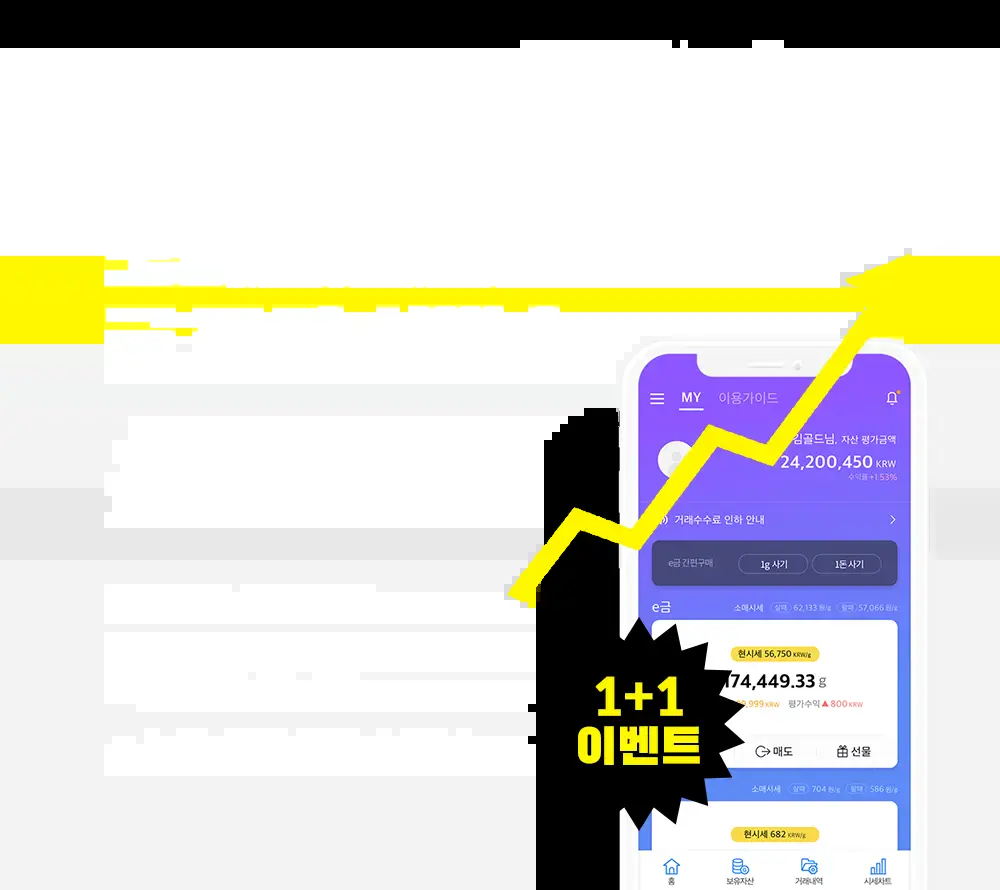 MY 이용가이드
김골드님, 자산 평가금액
24,200,450 KRW
수익률 +1.53%
거래수수료 인하 안내
e금 간편구매 1g 사기 1돈 사기
e금 소매시세 살때 62,133 원/g 팔때 57,066 원/g
현시세 56,750 KRW/g
174,449.33 g
9,999 KRW 평가수익 ▲ 800 KRW
1+1
이벤트
매도 선물
소매시세 살때 704 원/g 팔때 586 원/g
현시세 682 KRW/g
홈 보유자산 거래내역 시세차트